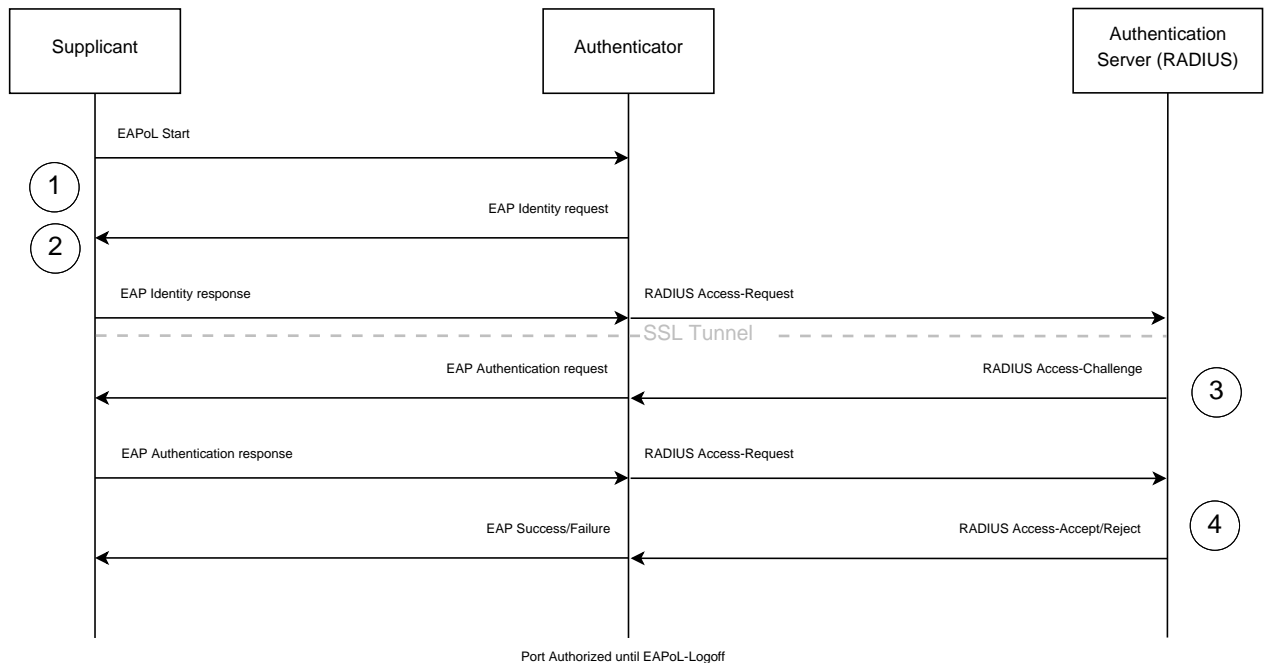 Supplicant
Authenticator
Authentication
Server (RADIUS)
EAPoL Start
1
EAP Identity request
2
EAP Identity response
RADIUS Access-Request
SSL Tunnel
EAP Authentication request
RADIUS Access-Challenge
3
EAP Authentication response
RADIUS Access-Request
EAP Success/Failure
RADIUS Access-Accept/Reject
4
Port Authorized until EAPoL-Logoff